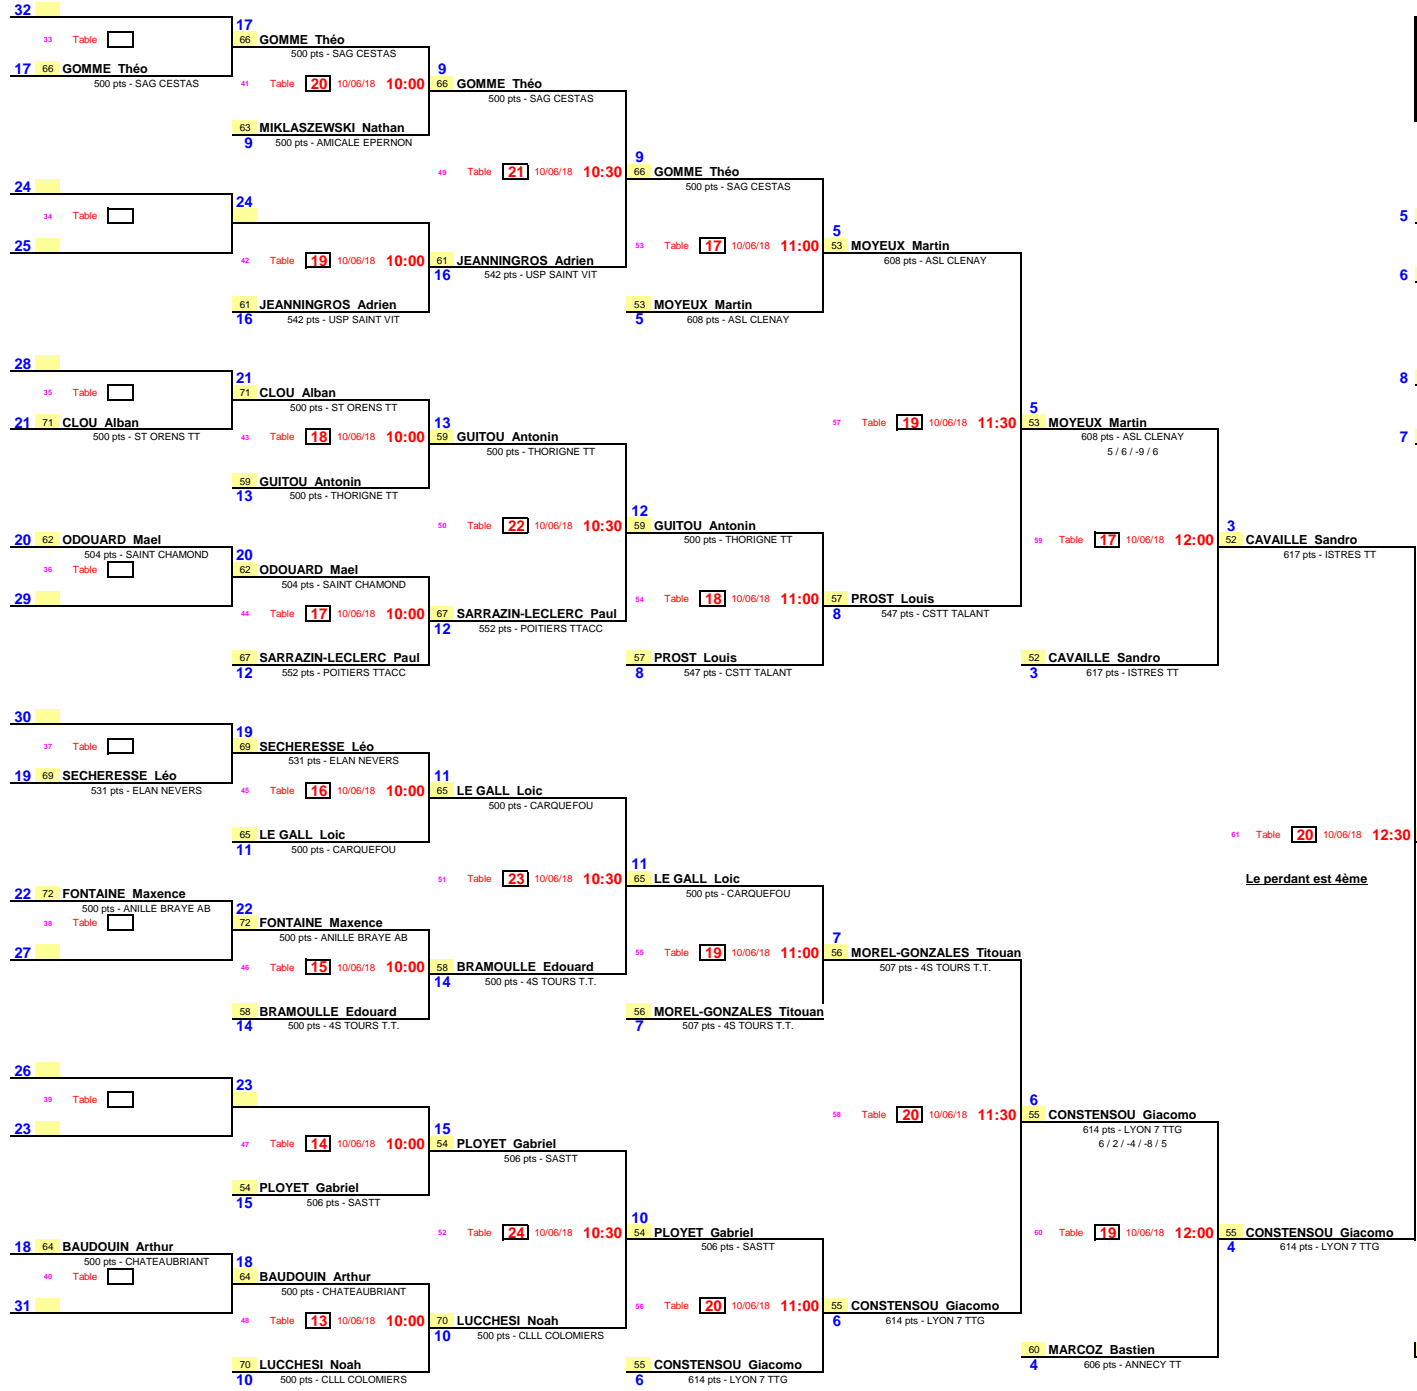 32
17
33 Table
66 GOMME Théo
500 pts - SAG CESTAS
17 66 GOMME Théo
500 pts - SAG CESTAS
41 Table 20 10/06/18 10:00
9
66 GOMME Théo
500 pts - SAG CESTAS
63 MIKLASZEWSKI Nathan
9 500 pts - AMICALE EPERNON
49 Table 21 10/06/18 10:30
9
66 GOMME Théo
500 pts - SAG CESTAS
24
24
34 Table
25
42 Table 19 10/06/18 10:00
61 JEANNINGROS Adrien
16 542 pts - USP SAINT VIT
61 JEANNINGROS Adrien
16 542 pts - USP SAINT VIT
53 Table 17 10/06/18 11:00
5
53 MOYEUX Martin
608 pts - ASL CLENAY
53 MOYEUX Martin
5 608 pts - ASL CLENAY
5
6
8
7
28
21
35 Table
71 CLOU Alban
500 pts - ST ORENS TT
21 71 CLOU Alban
500 pts - ST ORENS TT
43 Table 18 10/06/18 10:00
13
59 GUITOU Antonin
500 pts - THORIGNE TT
59 GUITOU Antonin
13 500 pts - THORIGNE TT
57 Table 19 10/06/18 11:30
5
53 MOYEUX Martin
608 pts - ASL CLENAY
5 / 6 / -9 / 6
50 Table 22 10/06/18 10:30
12
59 GUITOU Antonin
500 pts - THORIGNE TT
20 62 ODOUARD Mael
504 pts - SAINT CHAMOND
20
36 Table
62 ODOUARD Mael
504 pts - SAINT CHAMOND
29
44 Table 17 10/06/18 10:00
67 SARRAZIN-LECLERC Paul
12 552 pts - POITIERS TTACC
67 SARRAZIN-LECLERC Paul
12 552 pts - POITIERS TTACC
54 Table 18 10/06/18 11:00
57 PROST Louis
8 547 pts - CSTT TALANT
57 PROST Louis
8 547 pts - CSTT TALANT
59 Table 17 10/06/18 12:00
3
52 CAVAILLE Sandro
617 pts - ISTRES TT
52 CAVAILLE Sandro
3 617 pts - ISTRES TT
30
19
37 Table
69 SECHERESSE Léo
531 pts - ELAN NEVERS
19 69 SECHERESSE Léo
531 pts - ELAN NEVERS
45 Table 16 10/06/18 10:00
11
65 LE GALL Loic
500 pts - CARQUEFOU
65 LE GALL Loic
11 500 pts - CARQUEFOU
61 Table 20 10/06/18 12:30
Le perdant est 4ème
51 Table 23 10/06/18 10:30
11
65 LE GALL Loic
500 pts - CARQUEFOU
22 72 FONTAINE Maxence
500 pts - ANILLE BRAYE AB
22
38 Table
72 FONTAINE Maxence
500 pts - ANILLE BRAYE AB
27
46 Table 15 10/06/18 10:00
58 BRAMOULLE Edouard
14 500 pts - 4S TOURS T.T.
58 BRAMOULLE Edouard
14 500 pts - 4S TOURS T.T.
55 Table 19 10/06/18 11:00
7
56 MOREL-GONZALES Titouan
507 pts - 4S TOURS T.T.
56 MOREL-GONZALES Titouan
7 507 pts - 4S TOURS T.T.
26
23
39 Table
23
47 Table 14 10/06/18 10:00
15
54 PLOYET Gabriel
506 pts - SASTT
54 PLOYET Gabriel
15 506 pts - SASTT
58 Table 20 10/06/18 11:30
6
55 CONSTENSOU Giacomo
614 pts - LYON 7 TTG
6 / 2 / -4 / -8 / 5
52 Table 24 10/06/18 10:30
10
54 PLOYET Gabriel
506 pts - SASTT
60 Table 19 10/06/18 12:00
55 CONSTENSOU Giacomo
4 614 pts - LYON 7 TTG
18 64 BAUDOUIN Arthur
500 pts - CHATEAUBRIANT
18
40 Table
64 BAUDOUIN Arthur
500 pts - CHATEAUBRIANT
31
48 Table 13 10/06/18 10:00
70 LUCCHESI Noah
10 500 pts - CLLL COLOMIERS
70 LUCCHESI Noah
10 500 pts - CLLL COLOMIERS
56 Table 20 10/06/18 11:00
55 CONSTENSOU Giacomo
6 614 pts - LYON 7 TTG
55 CONSTENSOU Giacomo
6 614 pts - LYON 7 TTG
60 MARCOZ Bastien
4 606 pts - ANNECY TT